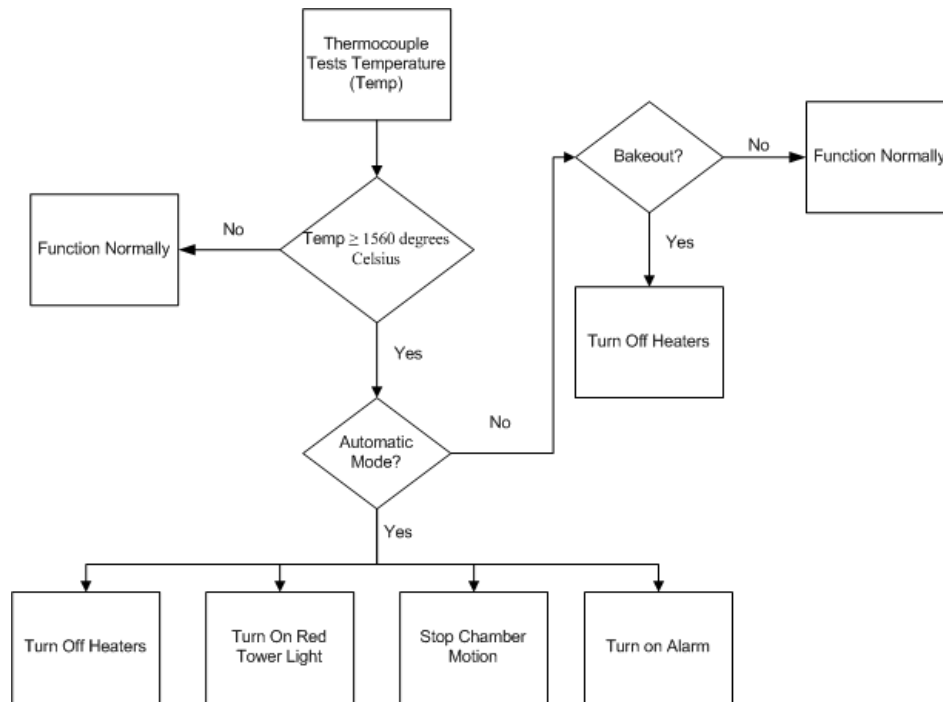 Thermocouple
Tests Temperature
(Temp)
Bakeout?
No
Function Normally
No
Function Normally
Temp ≥ 1560 degrees
Celsius
Yes
Turn Off Heaters
Yes
No
Automatic
Mode?
Yes
Turn Off Heaters
Turn On Red
Tower Light
Stop Chamber
Motion
Turn on Alarm